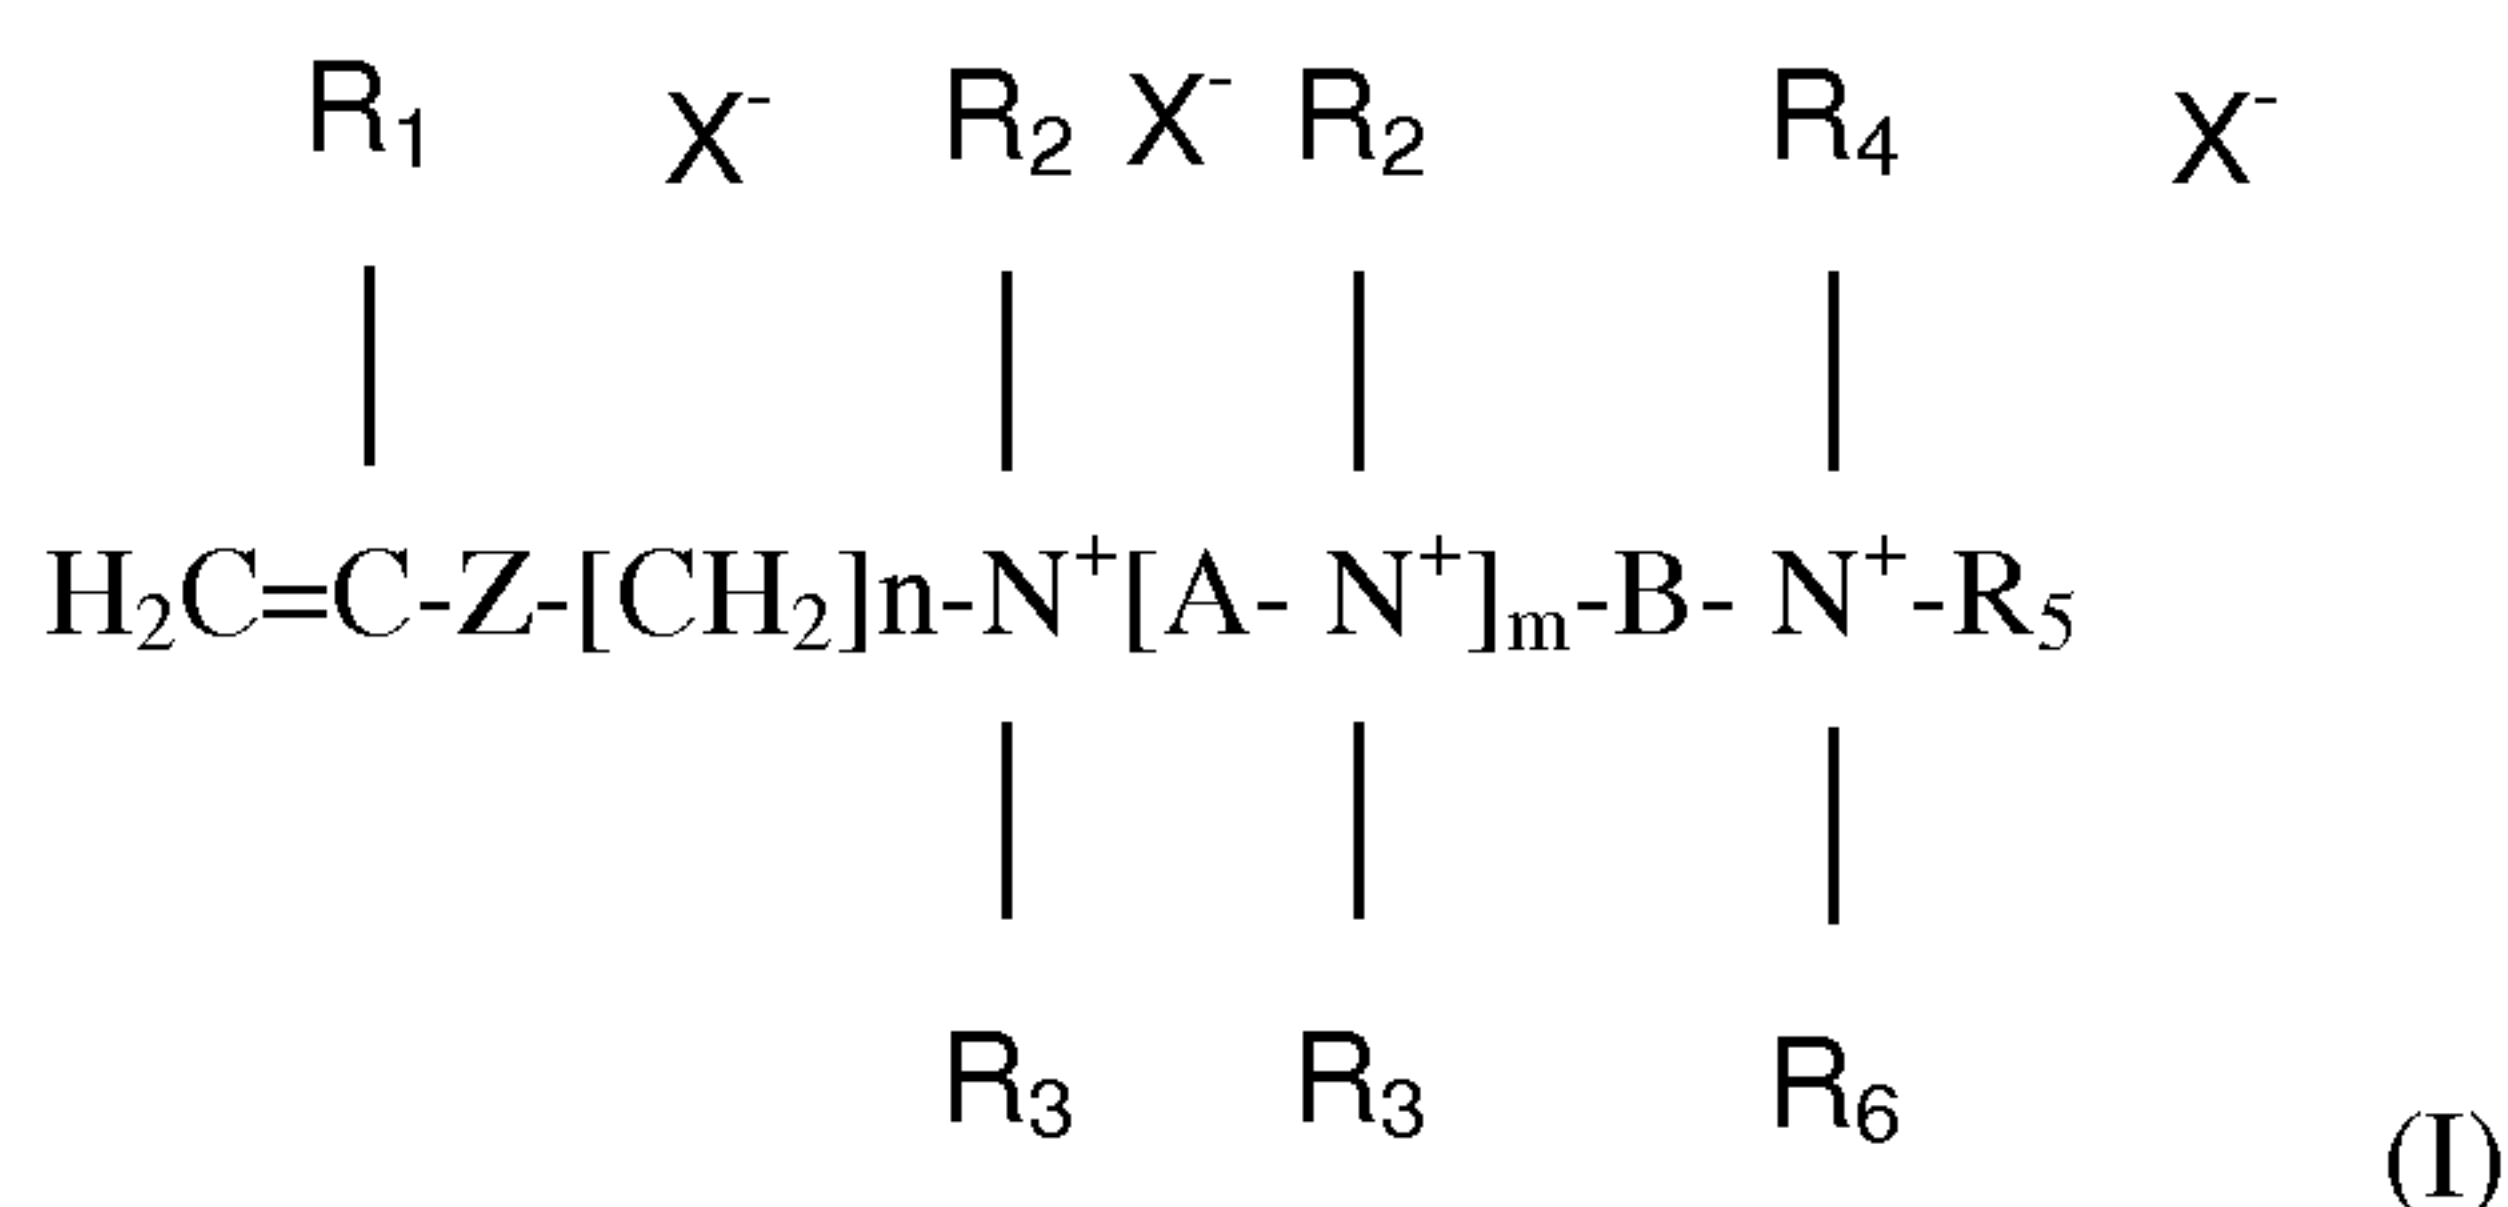 R₁ X⁻ R₂ X⁻ R₂ R₄ X⁻
H₂C=C-Z-[CH₂]n-N⁺[A- N⁺]ₘ-B- N⁺-R₅
R₃ R₃ R₆
(I)